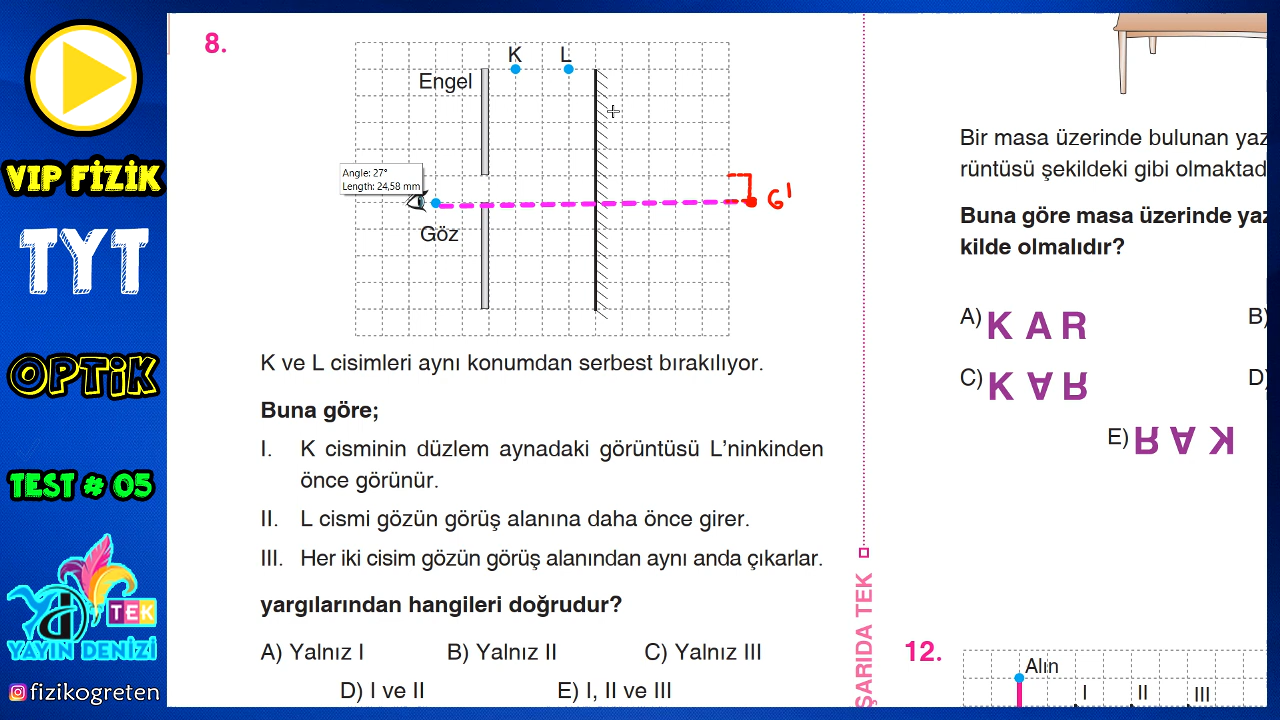 VIP FİZİK
TYT
OPTiK
TEST # 05
TEK
YAYIN DENİZİ
fizikogreten
8.
K L
Engel
Angle: 27°
Length: 24,58 mm
Göz
6'
K ve L cisimleri aynı konumdan serbest bırakılıyor.
Buna göre;
I. K cisminin düzlem aynadaki görüntüsü L’ninkinden
önce görünür.
II. L cismi gözün görüş alanına daha önce girer.
III. Her iki cisim gözün görüş alanından aynı anda çıkarlar.
yargılarından hangileri doğrudur?
A) Yalnız I B) Yalnız II C) Yalnız III
D) I ve II E) I, II ve III
ŞARIDA TEK
Bir masa üzerinde bulunan yaz
rüntüsü şekildeki gibi olmaktad
Buna göre masa üzerinde yaz
kilde olmalıdır?
A) K A R B)
C) K A R D)
E) R A K
12.
Alın
I II III